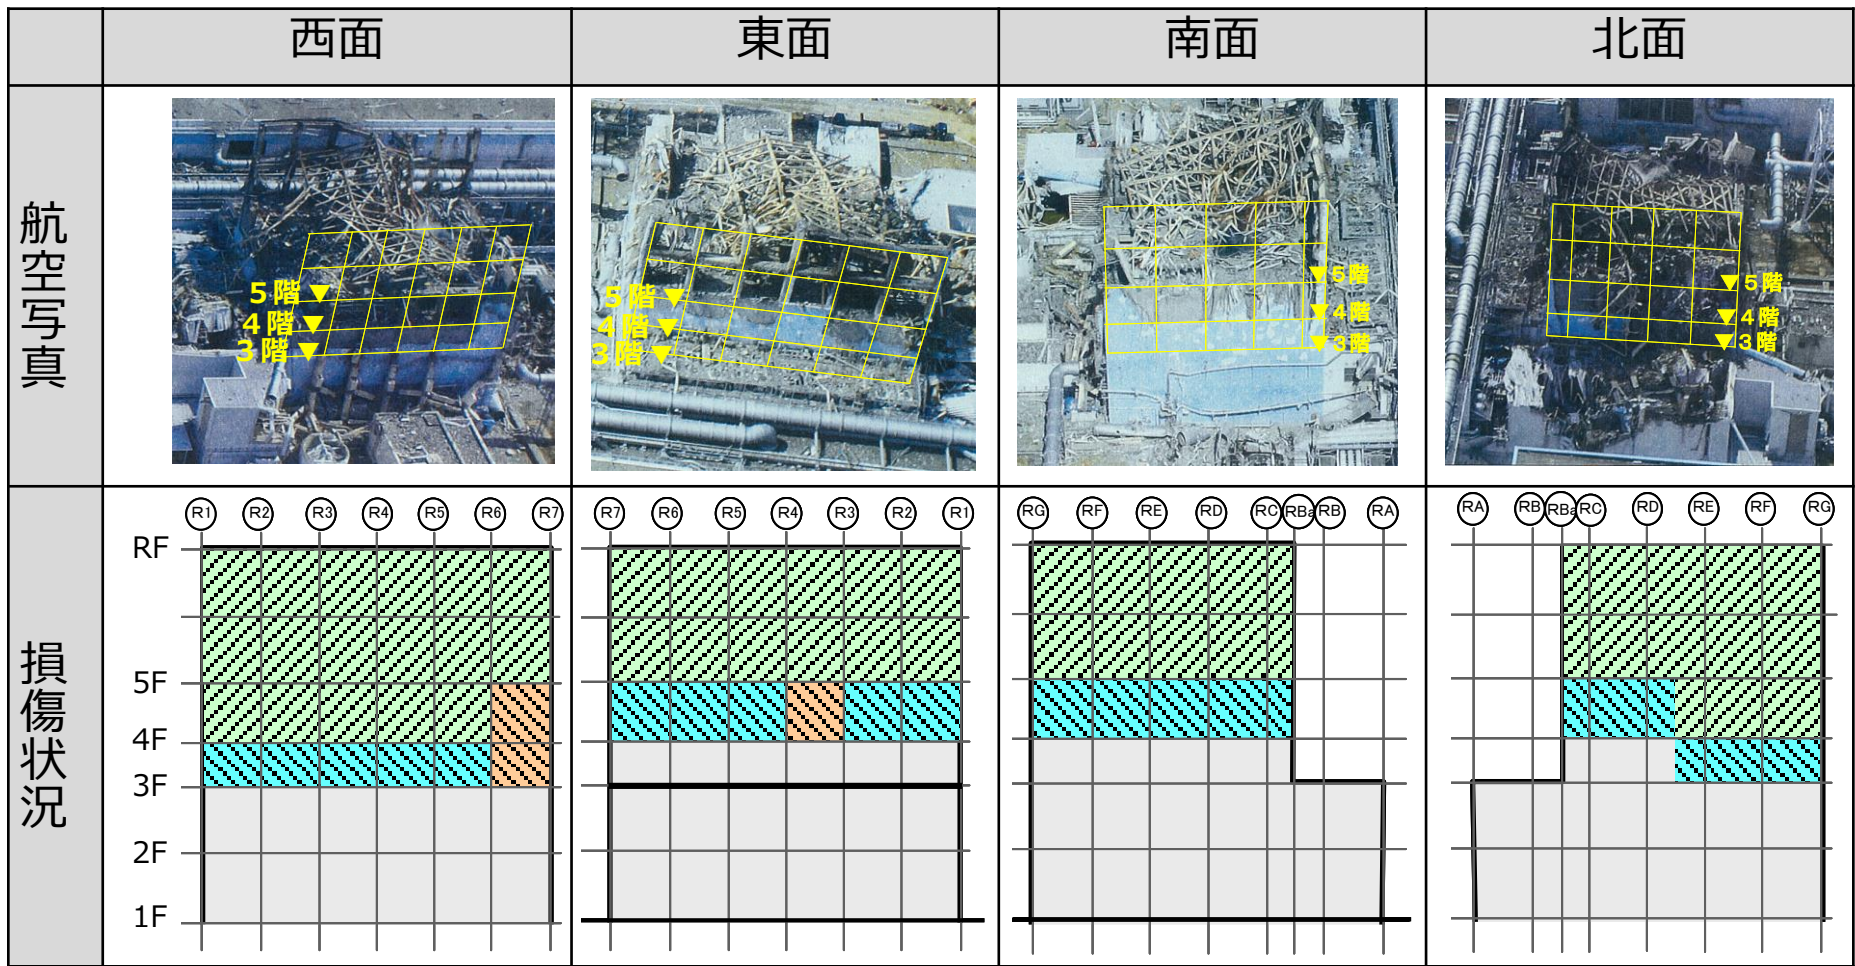 西面
東面
南面
北面
航空写真
5階
4階
3階
5階
4階
3階
5階
4階
3階
5階
4階
3階
損傷状況
R1 R2 R3 R4 R5 R6 R7
RF
5F
4F
3F
2F
1F
R7 R6 R5 R4 R3 R2 R1
RG RF RE RD RC RBa RB RA
RA RB RBa RC RD RE RF RG